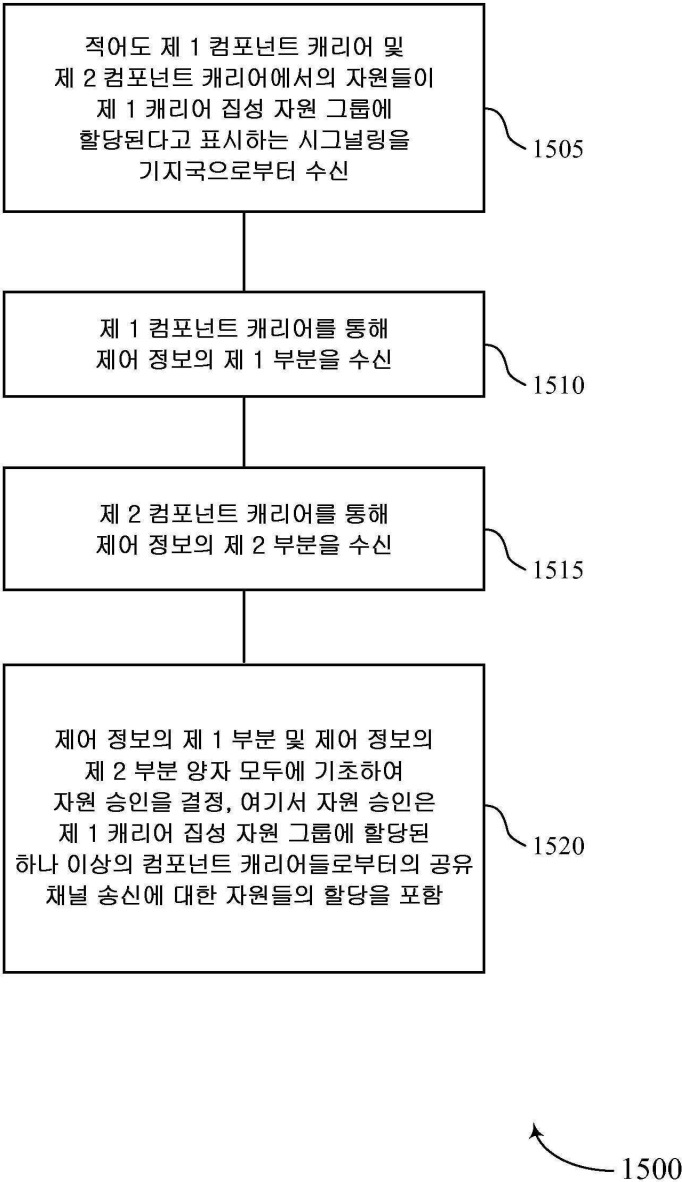 적어도 제 1 컴포넌트 캐리어 및
제 2 컴포넌트 캐리어에서의 자원들이
제 1 캐리어 집성 자원 그룹에
할당된다고 표시하는 시그널링을
기지국으로부터 수신
1505
제 1 컴포넌트 캐리어를 통해
제어 정보의 제 1 부분을 수신
1510
제 2 컴포넌트 캐리어를 통해
제어 정보의 제 2 부분을 수신
1515
제어 정보의 제 1 부분 및 제어 정보의
제 2 부분 양자 모두에 기초하여
자원 승인을 결정, 여기서 자원 승인은
제 1 캐리어 집성 자원 그룹에 할당된
하나 이상의 컴포넌트 캐리어들로부터의 공유
채널 송신에 대한 자원들의 할당을 포함
1520
1500